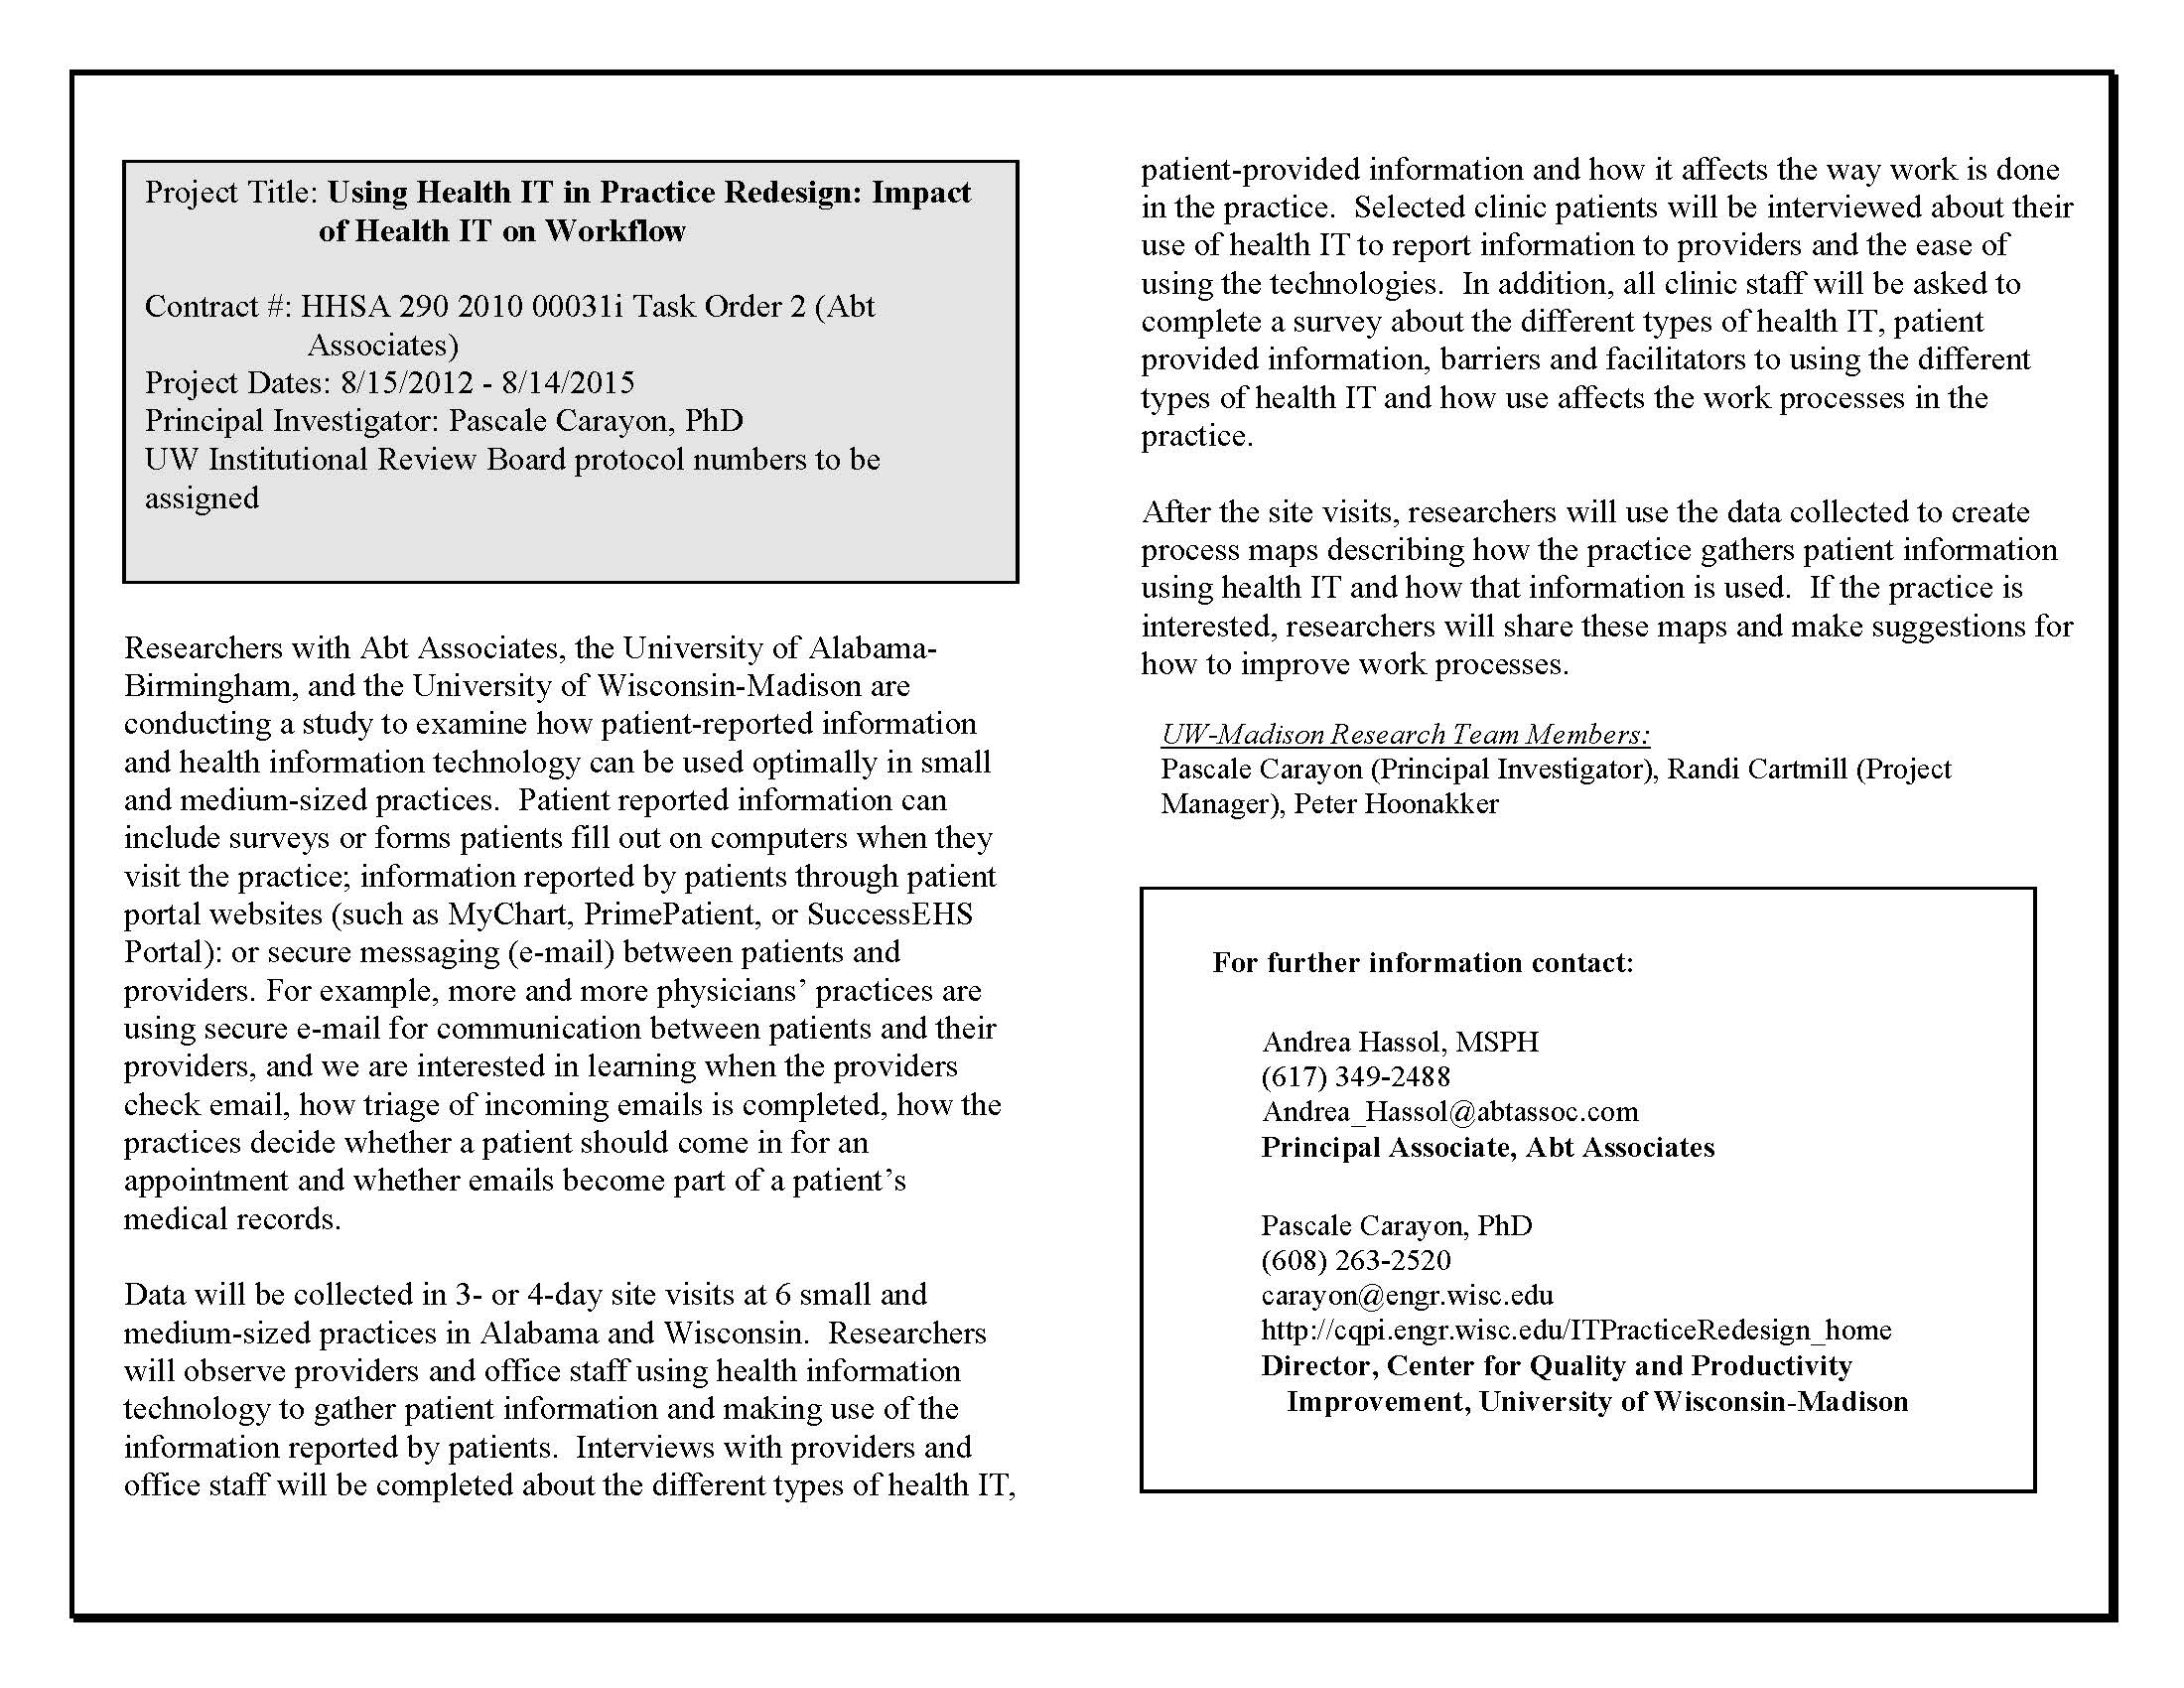 Project Title: Using Health IT in Practice Redesign: Impact
of Health IT on Workflow
Contract #: HHSA 290 2010 00031i Task Order 2 (Abt
Associates)
Project Dates: 8/15/2012 - 8/14/2015
Principal Investigator: Pascale Carayon, PhD
UW Institutional Review Board protocol numbers to be
assigned
Researchers with Abt Associates, the University of Alabama-
Birmingham, and the University of Wisconsin-Madison are
conducting a study to examine how patient-reported information
and health information technology can be used optimally in small
and medium-sized practices.  Patient reported information can
include surveys or forms patients fill out on computers when they
visit the practice; information reported by patients through patient
portal websites (such as MyChart, PrimePatient, or SuccessEHS
Portal): or secure messaging (e-mail) between patients and
providers. For example, more and more physicians’ practices are
using secure e-mail for communication between patients and their
providers, and we are interested in learning when the providers
check email, how triage of incoming emails is completed, how the
practices decide whether a patient should come in for an
appointment and whether emails become part of a patient’s
medical records.
Data will be collected in 3- or 4-day site visits at 6 small and
medium-sized practices in Alabama and Wisconsin.  Researchers
will observe providers and office staff using health information
technology to gather patient information and making use of the
information reported by patients.  Interviews with providers and
office staff will be completed about the different types of health IT,
patient-provided information and how it affects the way work is done
in the practice.  Selected clinic patients will be interviewed about their
use of health IT to report information to providers and the ease of
using the technologies.  In addition, all clinic staff will be asked to
complete a survey about the different types of health IT, patient
provided information, barriers and facilitators to using the different
types of health IT and how use affects the work processes in the
practice.
After the site visits, researchers will use the data collected to create
process maps describing how the practice gathers patient information
using health IT and how that information is used.  If the practice is
interested, researchers will share these maps and make suggestions for
how to improve work processes.
UW-Madison Research Team Members:
Pascale Carayon (Principal Investigator), Randi Cartmill (Project
Manager), Peter Hoonakker
For further information contact:
Andrea Hassol, MSPH
(617) 349-2488
Andrea_Hassol@abtassoc.com
Principal Associate, Abt Associates
Pascale Carayon, PhD
(608) 263-2520
carayon@engr.wisc.edu
http://cqpi.engr.wisc.edu/ITPracticeRedesign_home
Director, Center for Quality and Productivity
Improvement, University of Wisconsin-Madison